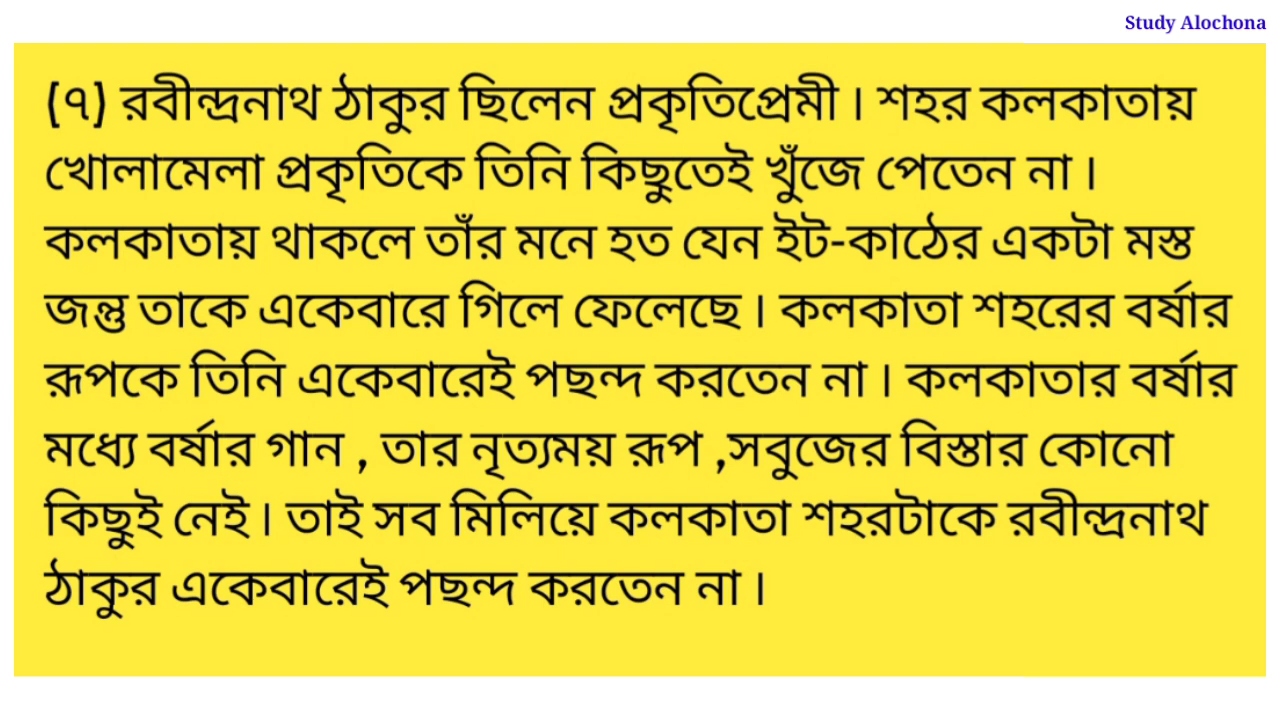 Study Alochona
(৭) রবীন্দ্রনাথ ঠাকুর ছিলেন প্রকৃতিপ্রেমী । শহর কলকাতায়
খোলামেলা প্রকৃতিকে তিনি কিছুতেই খুঁজে পেতেন না ।
কলকাতায় থাকলে তাঁর মনে হত যেন ইট-কাঠের একটা মস্ত
জন্তু তাকে একেবারে গিলে ফেলেছে । কলকাতা শহরের বর্ষার
রূপকে তিনি একেবারেই পছন্দ করতেন না । কলকাতার বর্ষার
মধ্যে বর্ষার গান , তার নৃত্যময় রূপ ,সবুজের বিস্তার কোনো
কিছুই নেই । তাই সব মিলিয়ে কলকাতা শহরটাকে রবীন্দ্রনাথ
ঠাকুর একেবারেই পছন্দ করতেন না ।